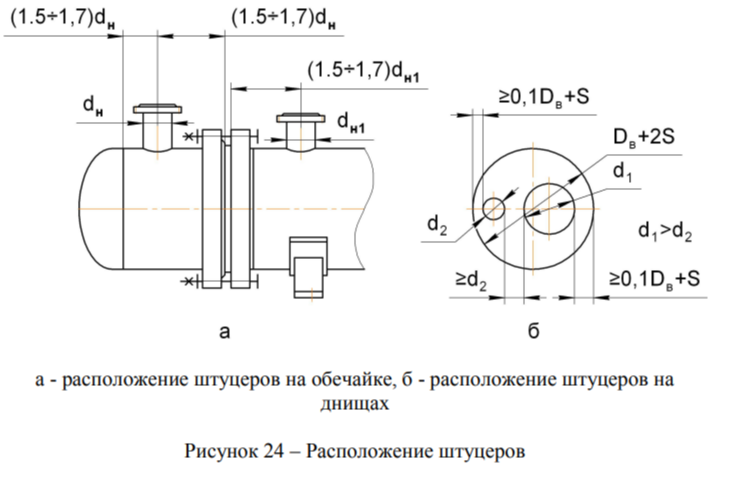 (1.5÷1,7)dн (1.5÷1,7)dн
(1.5÷1,7)dн1
dн
dн1
≥0,1Dв+S
Dв+2S
d1
d2
d1>d2
≥d2
≥0,1Dв+S
а
б
а - расположение штуцеров на обечайке, б - расположение штуцеров на
днищах
Рисунок 24 – Расположение штуцеров